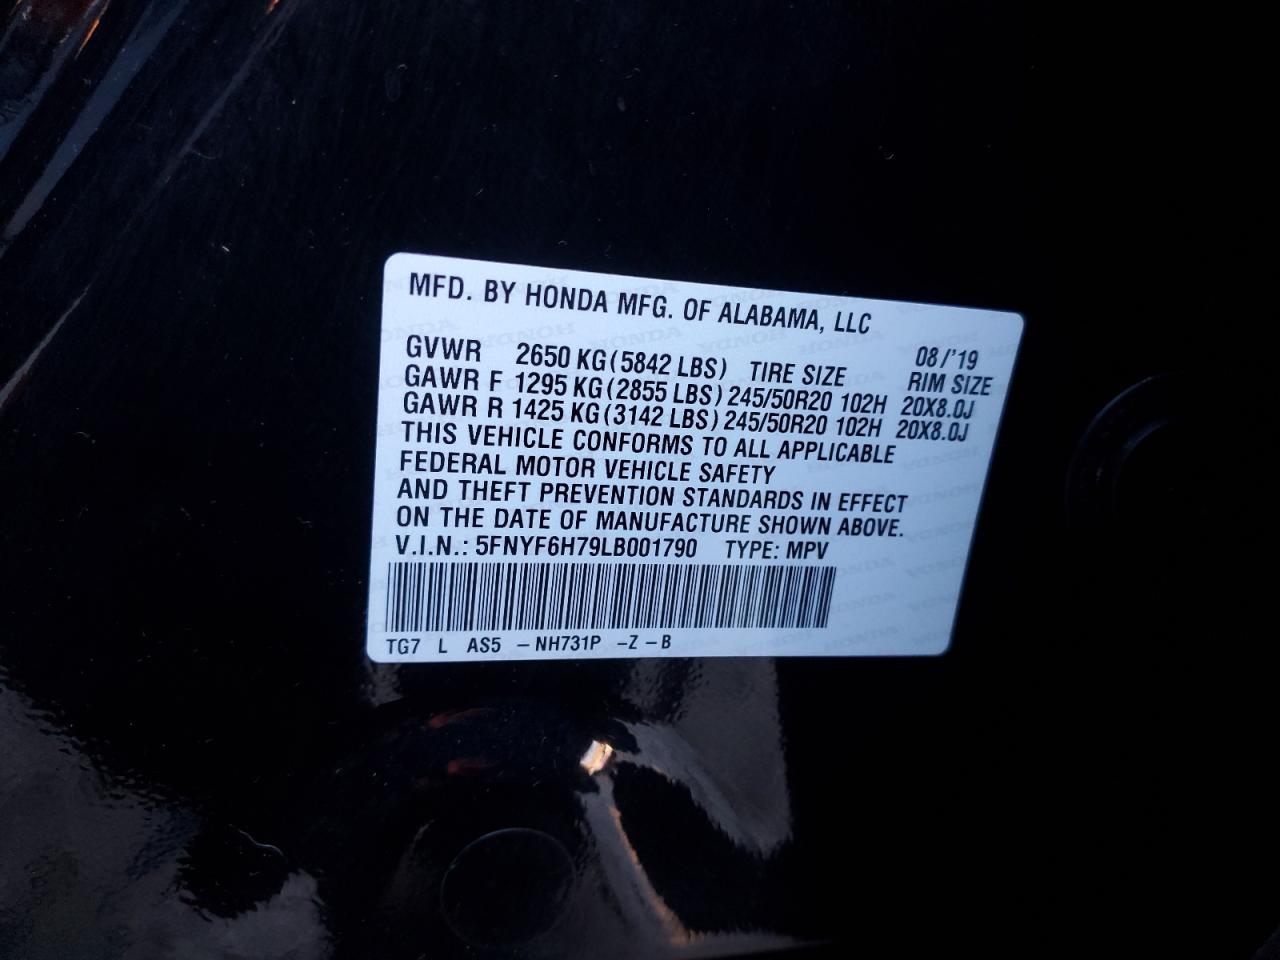 MFD. BY HONDA MFG. OF ALABAMA, LLC
GVWR 2650 KG (5842 LBS) TIRE SIZE 08/'19 RIM SIZE
GAWR F 1295 KG (2855 LBS) 245/50R20 102H 20X8.0J
GAWR R 1425 KG (3142 LBS) 245/50R20 102H 20X8.0J
THIS VEHICLE CONFORMS TO ALL APPLICABLE
FEDERAL MOTOR VEHICLE SAFETY
AND THEFT PREVENTION STANDARDS IN EFFECT
ON THE DATE OF MANUFACTURE SHOWN ABOVE.
V.I.N.: 5FNYF6H79LB001790 TYPE: MPV
TG7 L AS5 – NH731P –Z – B